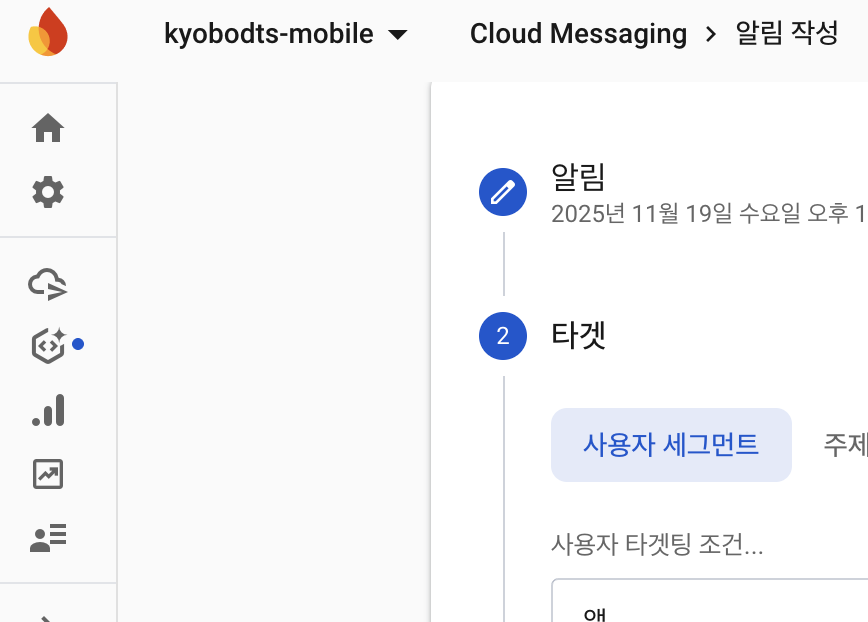 kyobodts-mobile
Cloud Messaging > 알림 작성
알림
2025년 11월 19일 수요일 오후 1
2 타겟
사용자 세그먼트
주제
사용자 타겟팅 조건...
앱